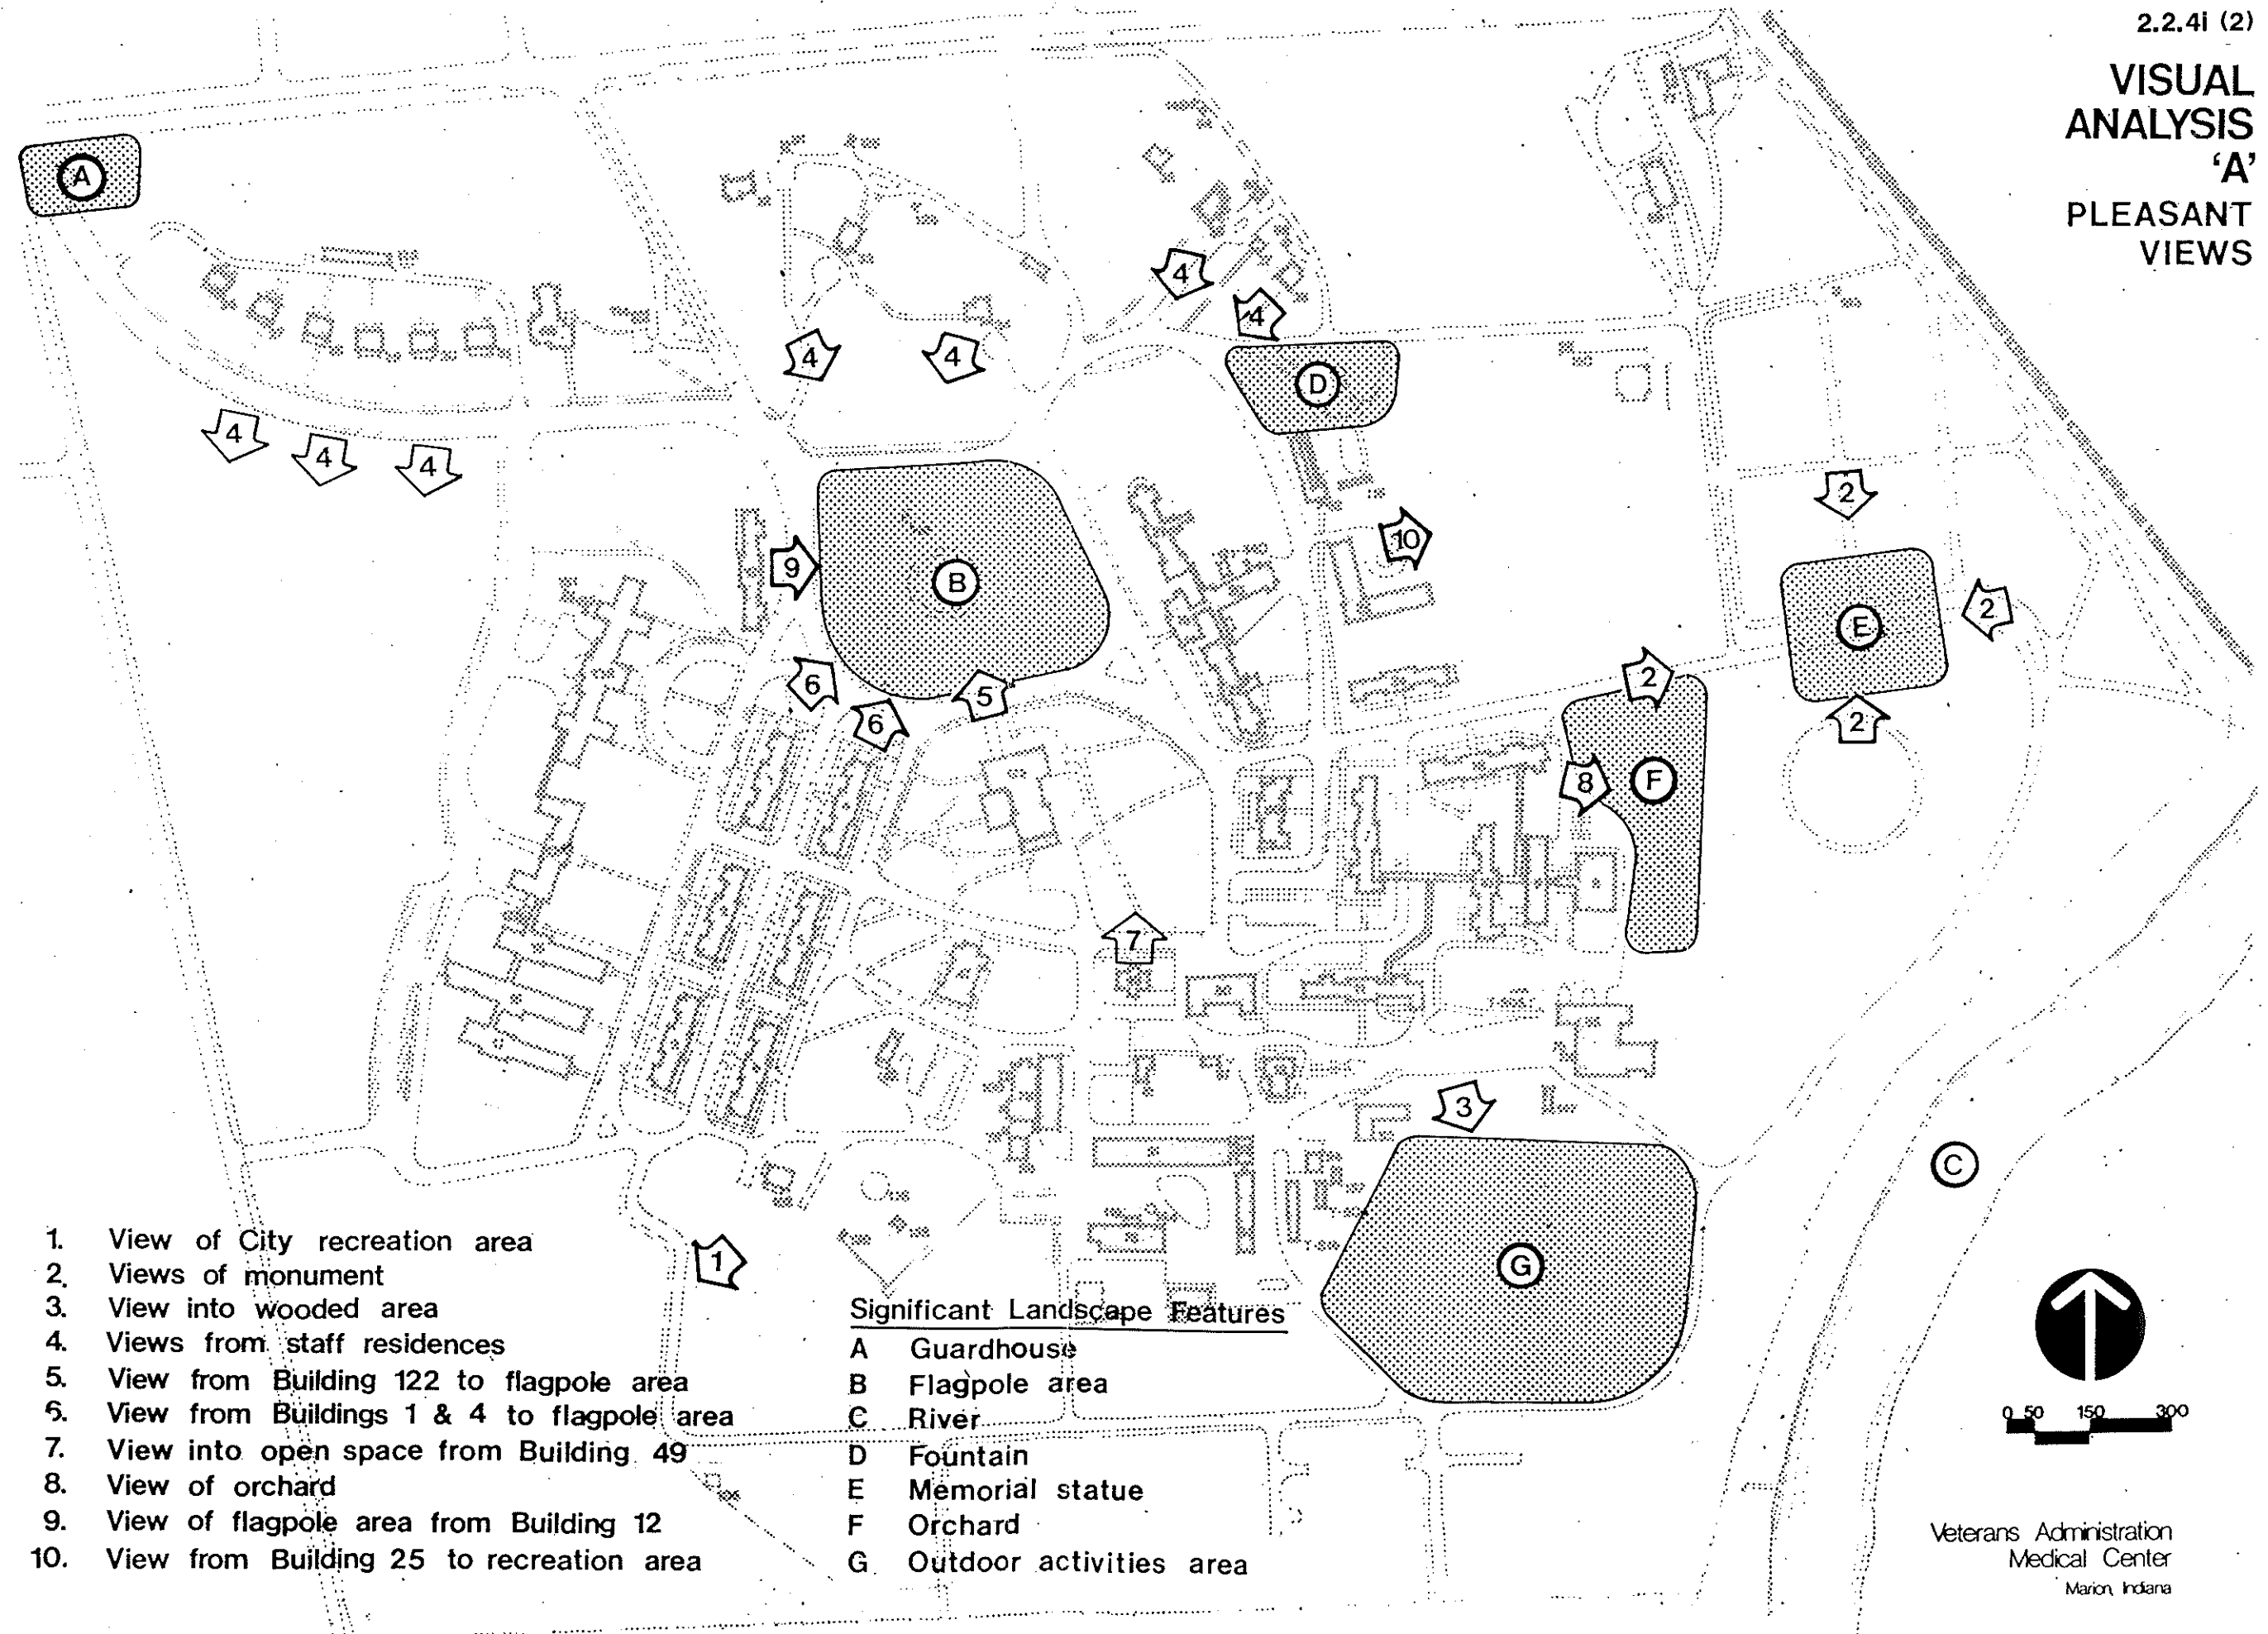 2.2.4i (2)
VISUAL
ANALYSIS
‘A’
PLEASANT
VIEWS
A
4
4
4
4
4
4
4
D
2
10
9
B
2
E
2
6
5
6
2
8
F
7
3
C
1
G
1. View of City recreation area
2. Views of monument
3. View into wooded area
4. Views from staff residences
5. View from Building 122 to flagpole area
6. View from Buildings 1 & 4 to flagpole area
7. View into open space from Building 49
8. View of orchard
9. View of flagpole area from Building 12
10. View from Building 25 to recreation area
Significant Landscape Features
A Guardhouse
B Flagpole area
C River
D Fountain
E Memorial statue
F Orchard
G. Outdoor activities area
0 50 150 300
Veterans Administration
Medical Center
Marion, Indiana